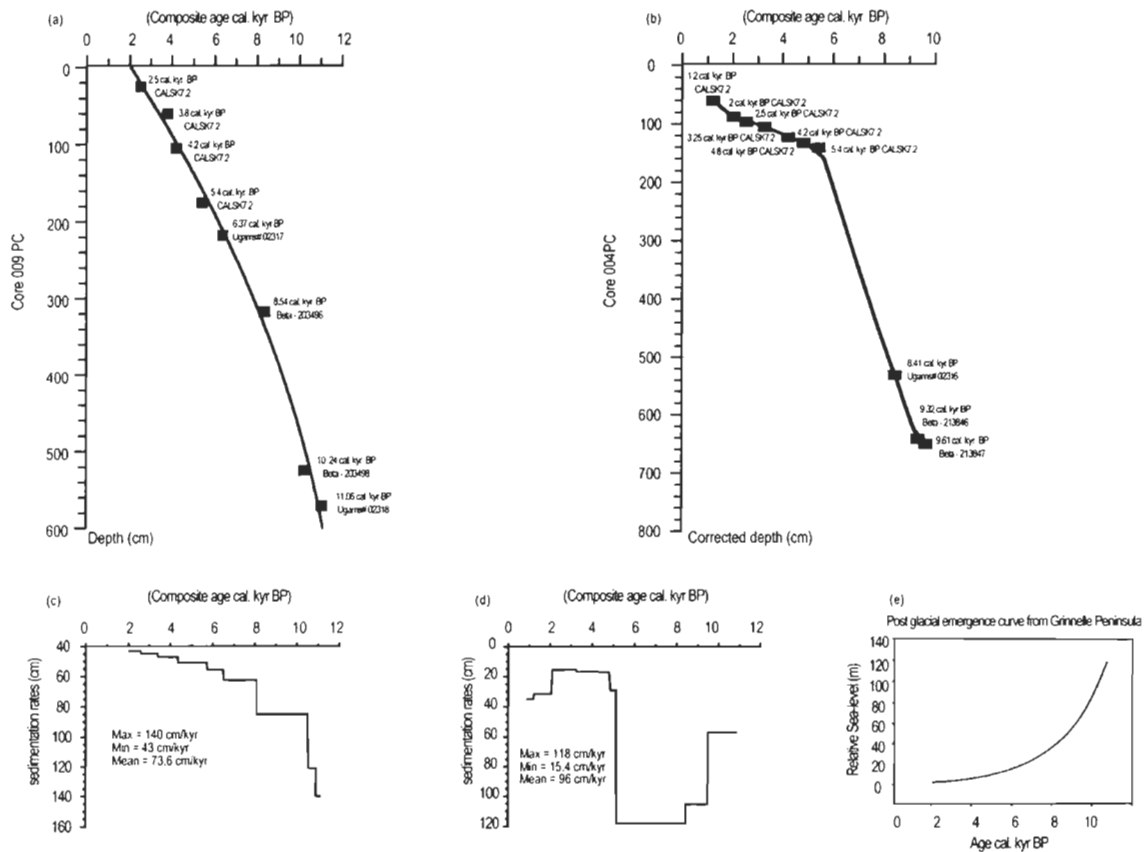 (a)
(Composite age cal. kyr BP)
0 2 4 6 8 10 12
0
100
200
300
400
500
600
Core 009 PC
2.5 cal. kyr BP
CALSK7.2
3.8 cal. kyr BP
CALSK7.2
4.2 cal. kyr BP
CALSK7.2
5.4 cal. kyr BP
CALSK7.2
6.37 cal. kyr BP
Ugams# 02317
8.54 cal. kyr BP
Beta - 203496
10.24 cal. kyr BP
Beta - 203498
11.06 cal. kyr BP
Ugams# 02318
Depth (cm)
(b)
(Composite age cal. kyr BP)
0 2 4 6 8 10
0
100
200
300
400
500
600
700
800
Core 004PC
1.2 cal. kyr BP
CALSK7.2
2 cal. kyr BP CALSK7.2
2.5 cal. kyr BP CALSK7.2
3.25 cal. kyr BP CALSK7.2
4.2 cal. kyr BP CALSK7.2
4.8 cal. kyr BP CALSK7.2
5.4 cal. kyr BP CALSK7.2
8.41 cal. kyr BP
Ugams# 02316
9.32 cal. kyr BP
Beta - 213846
9.61 cal. kyr BP
Beta - 213847
Corrected depth (cm)
(c)
(Composite age cal. kyr BP)
0 2 4 6 8 10 12
40
60
80
100
120
140
160
sedimentation rates (cm)
Max = 140 cm/kyr
Min = 43 cm/kyr
Mean = 73.6 cm/kyr
(d)
(Composite age cal. kyr BP)
0 2 4 6 8 10 12
0
20
40
60
80
100
120
sedimentation rates (cm)
Max = 118 cm/kyr
Min = 15.4 cm/kyr
Mean = 96 cm/kyr
(e)
Post glacial emergence curve from Grinnelle Peninsula
140
120
100
80
60
40
20
0
Relative Sea-level (m)
0 2 4 6 8 10
Age cal. kyr BP